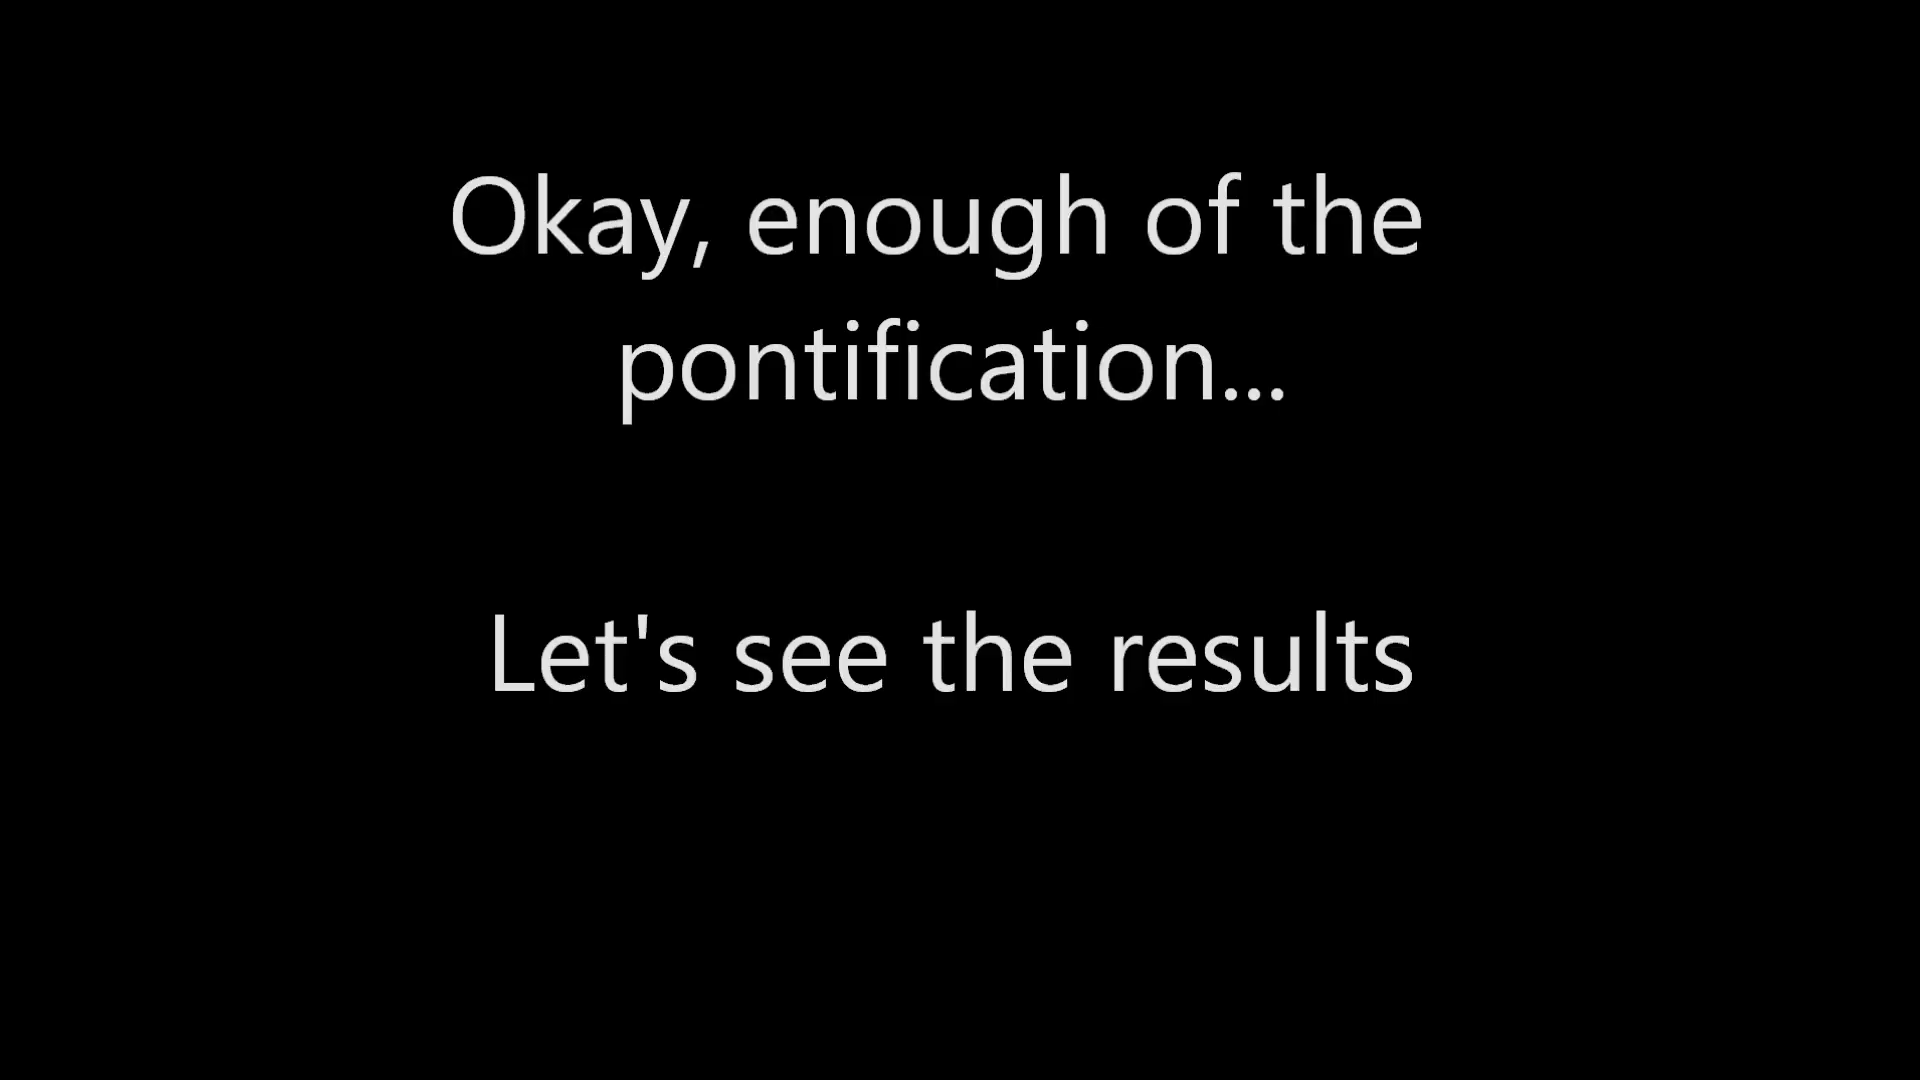 Okay, enough of the
pontification...
Let's see the results